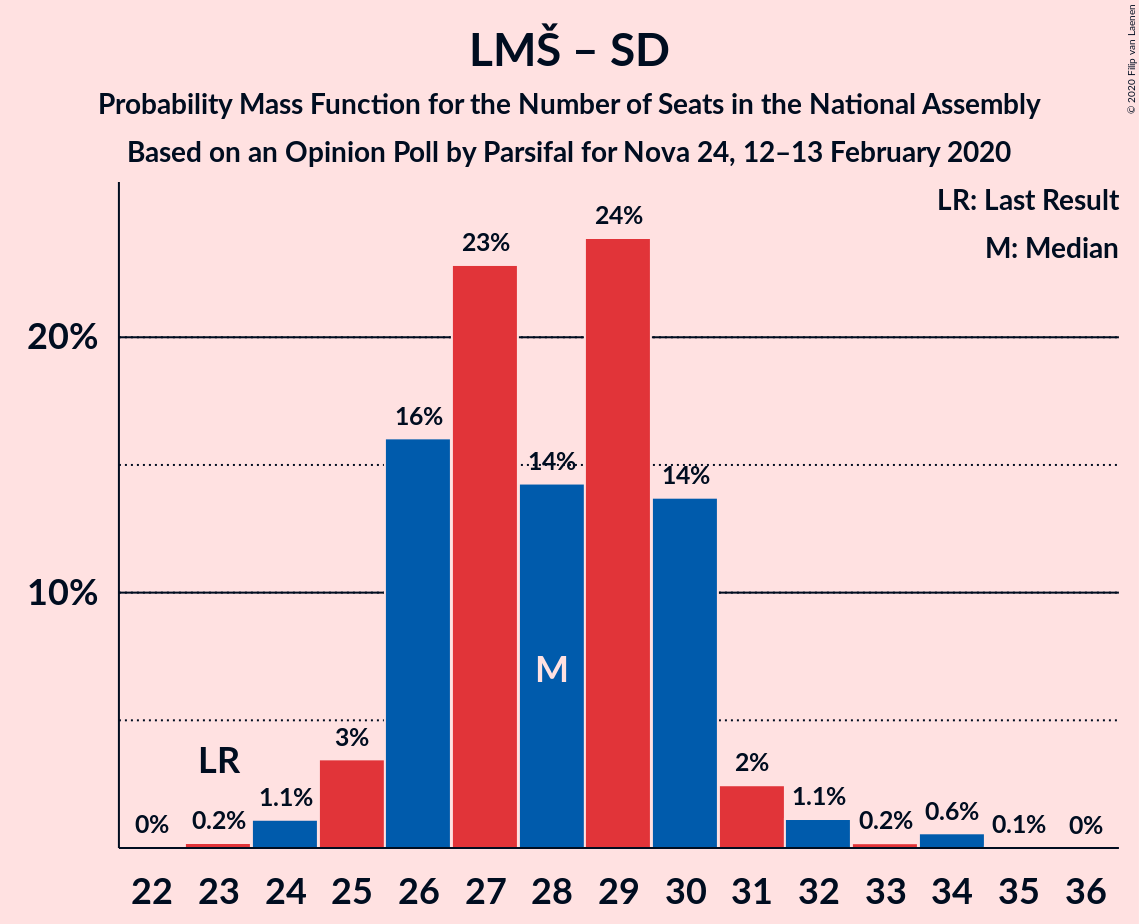 LMŠ – SD
Probability Mass Function for the Number of Seats in the National Assembly
Based on an Opinion Poll by Parsifal for Nova 24, 12–13 February 2020
© 2020 Filip van Laenen
LR: Last Result
M: Median
24%
23%
20%
16%
14%
14%
10%
M
3%
LR
2%
1.1%
1.1%
0%
0.2%
0.2%
0.6%
0.1%
0%
22 23 24 25 26 27 28 29 30 31 32 33 34 35 36